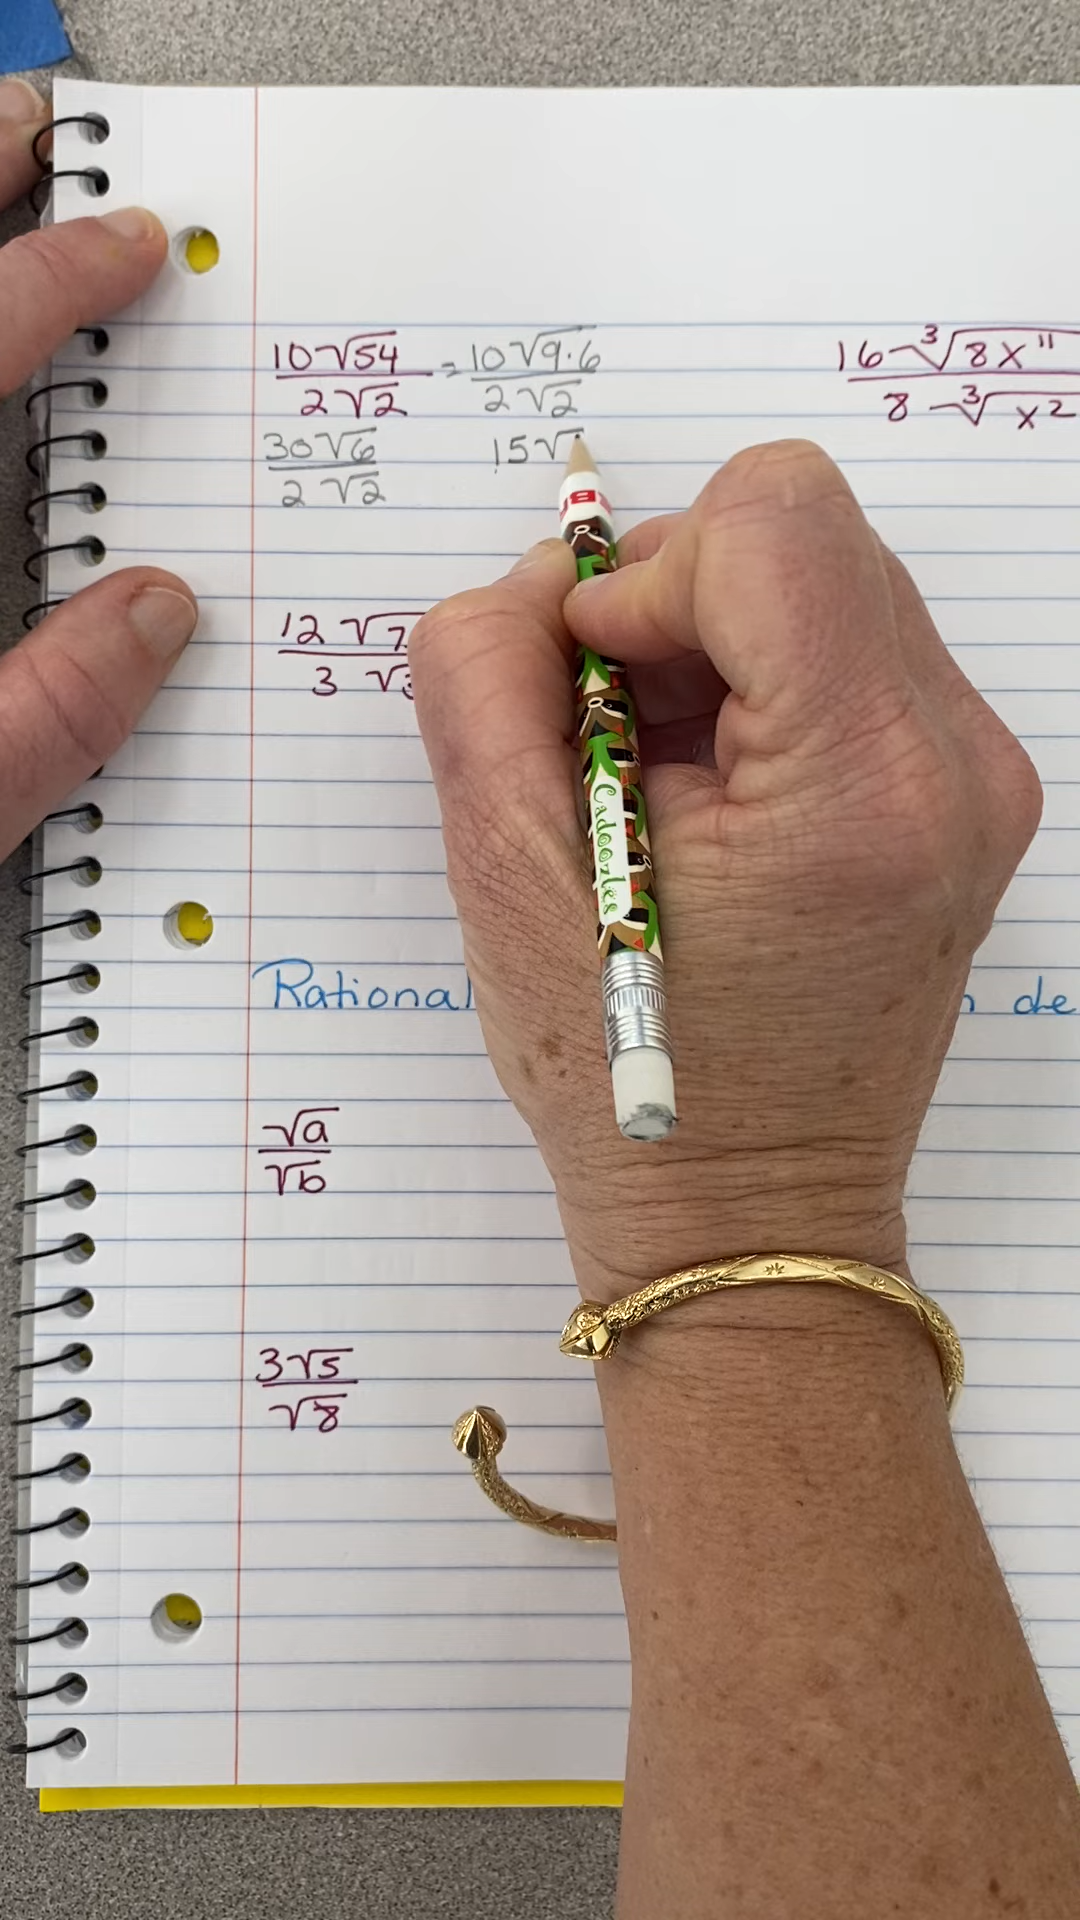 10√54 / 2√2 = 10√9·6 / 2√2
16 ∛8x¹¹ / 8 ∛x²
30√6 / 2√2 15√
12√7 / 3√3
Cadoozles
Rational de
√a / √b
3√5 / √8